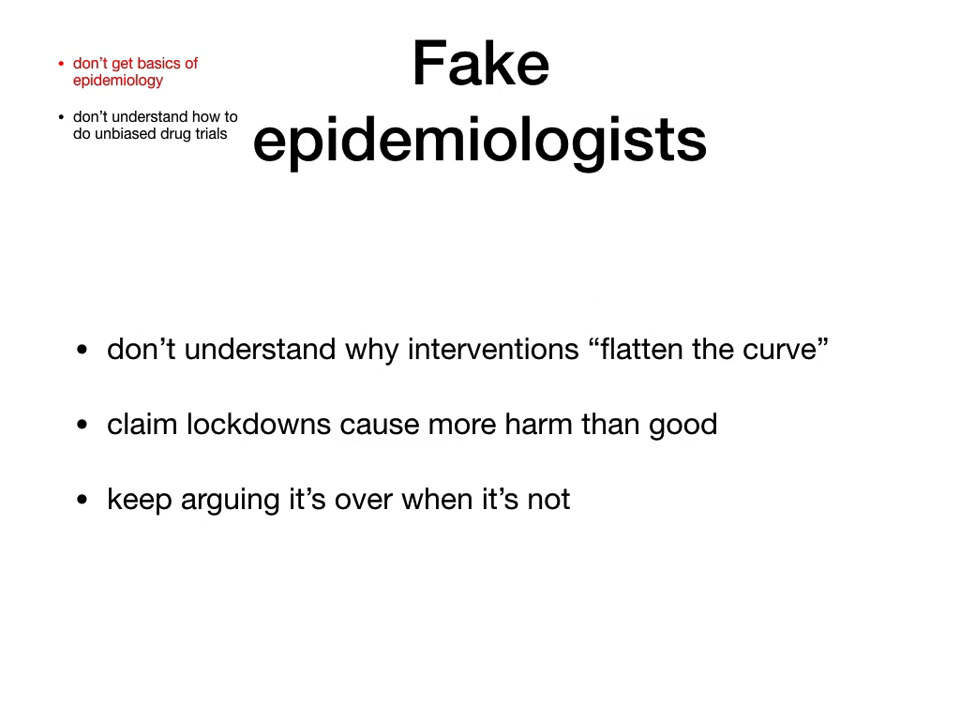 • don’t get basics of
epidemiology
• don’t understand how to
do unbiased drug trials
Fake
epidemiologists
• don’t understand why interventions “flatten the curve”
• claim lockdowns cause more harm than good
• keep arguing it’s over when it’s not